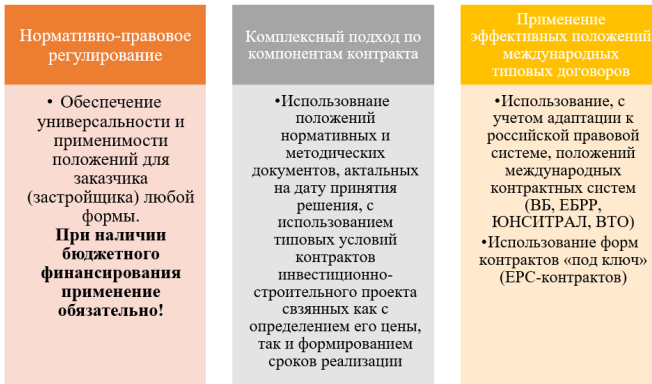 Нормативно-правовое
регулирование
• Обеспечение
универсальности и
применимости
положений для
заказчика
(застройщика) любой
формы.
При наличии
бюджетного
финансирования
применение
обязательно!
Комплексный подход по
компонентам контракта
•Использовнаие
положений
нормативных и
методических
документов, актальных
на дату принятия
решения, с
использованием
типовых условий
контрактов
инвестиционно-
строительного проекта
свзянных как с
определением его цены,
так и формированием
сроков реализации
Применение
эффективных положений
международных
типовых договоров
•Использование, с
учетом адаптации к
российской правовой
системе, положений
международных
контрактных систем
(ВБ, ЕБРР,
ЮНСИТРАЛ, ВТО)
•Использование форм
контрактов «под ключ»
(EPC-контрактов)